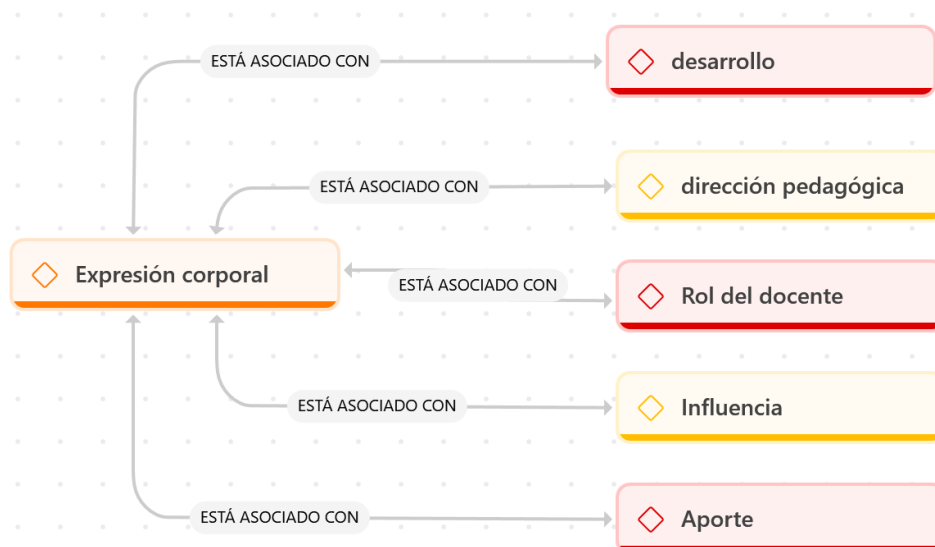 ESTÁ ASOCIADO CON
desarrollo
ESTÁ ASOCIADO CON
dirección pedagógica
Expresión corporal
ESTÁ ASOCIADO CON
Rol del docente
ESTÁ ASOCIADO CON
Influencia
ESTÁ ASOCIADO CON
Aporte